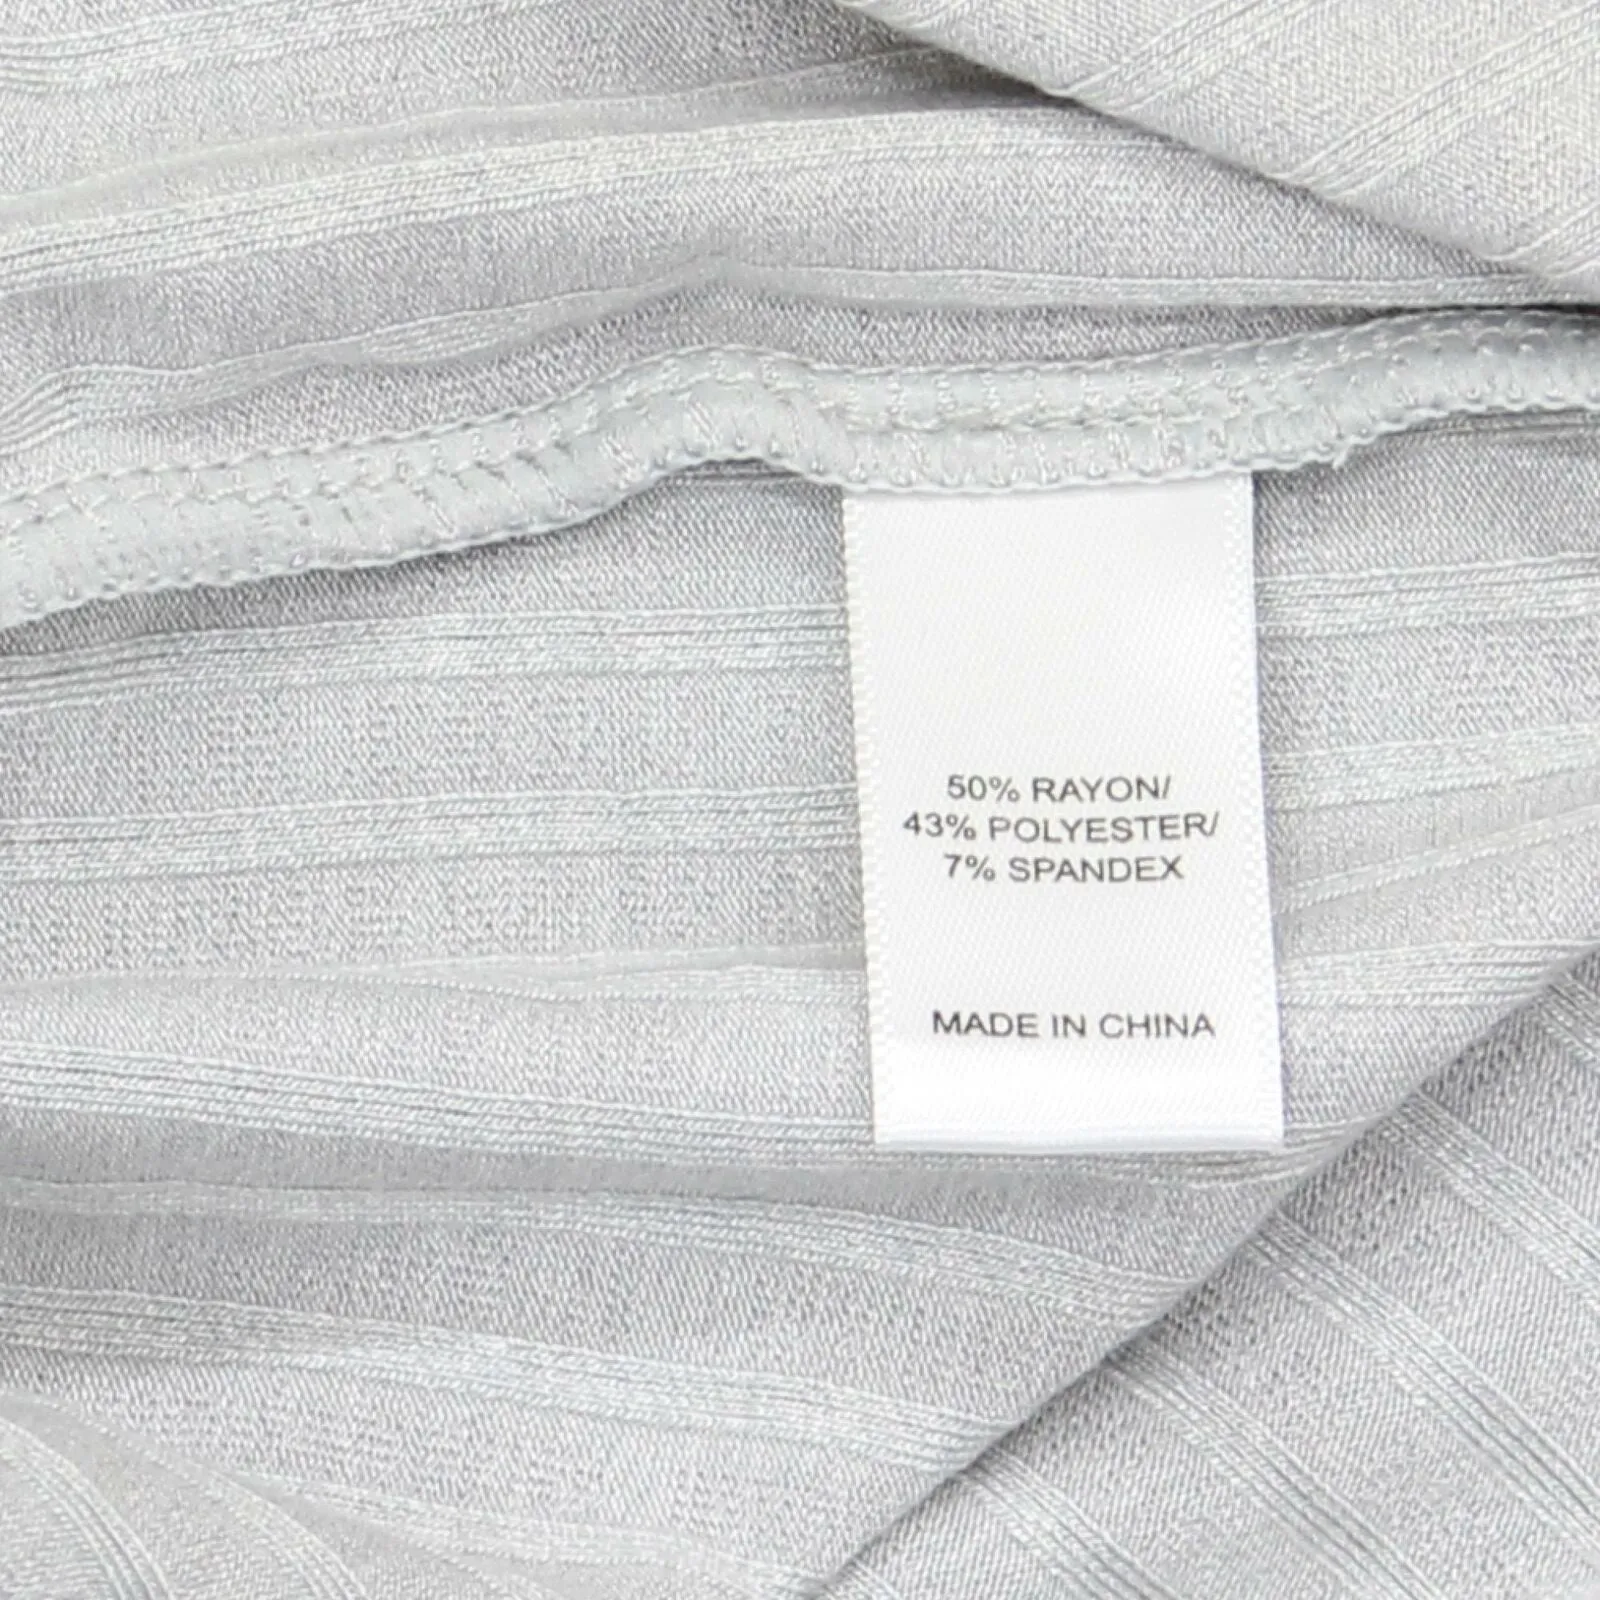 50% RAYON/
43% POLYESTER/
7% SPANDEX
MADE IN CHINA